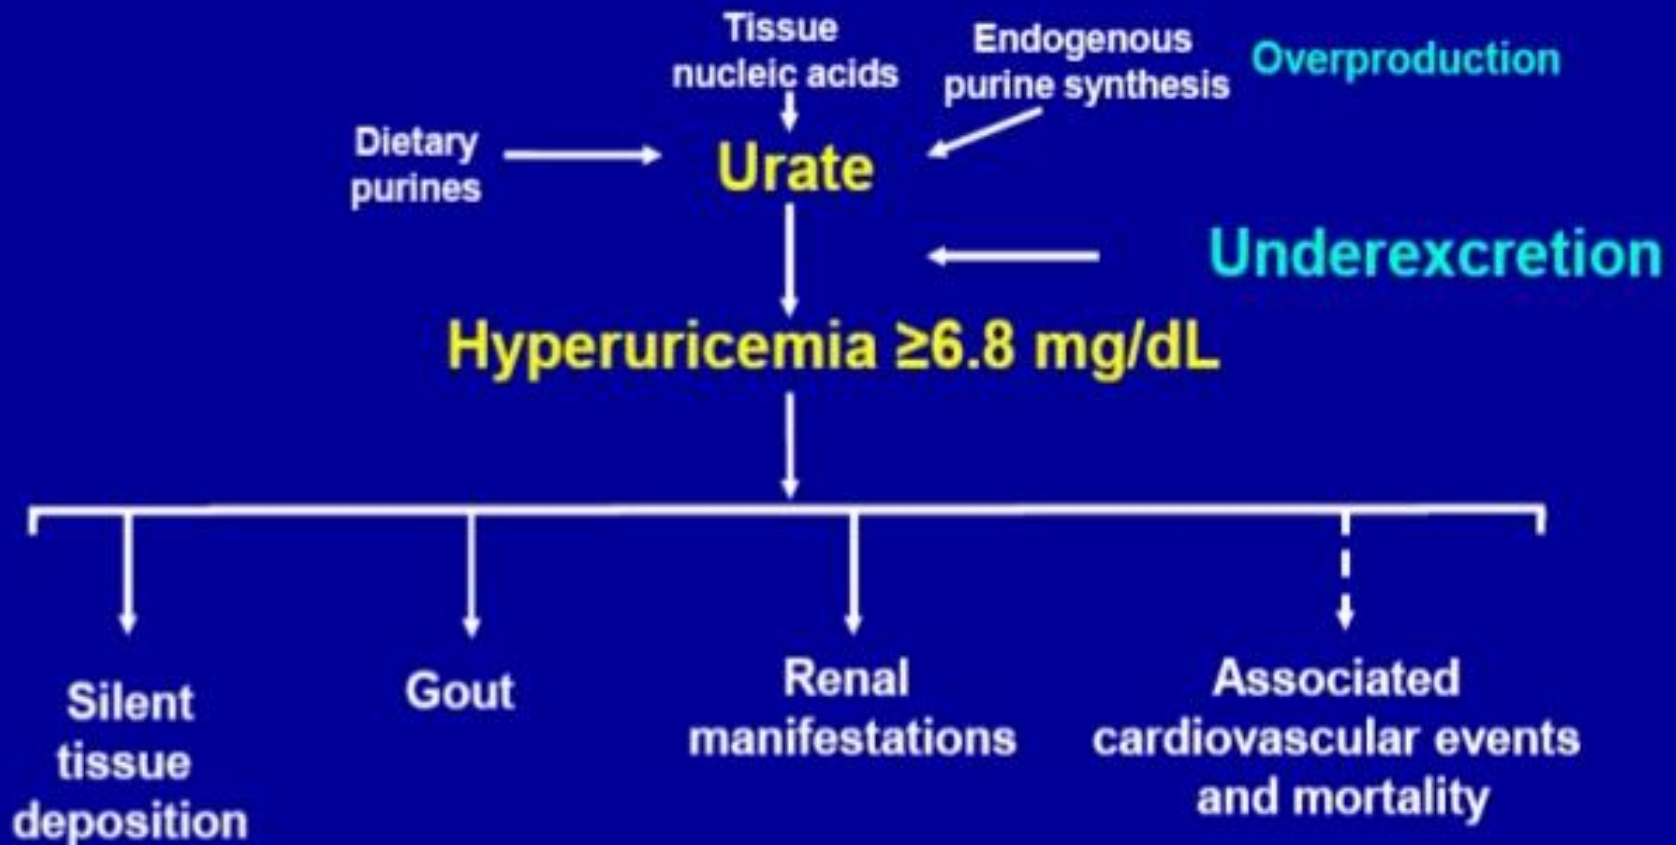 Tissue
nucleic acids
Endogenous
purine synthesis
Overproduction
Dietary
purines
Urate
Underexcretion
Hyperuricemia ≥6.8 mg/dL
Silent
tissue
deposition
Gout
Renal
manifestations
Associated
cardiovascular events
and mortality